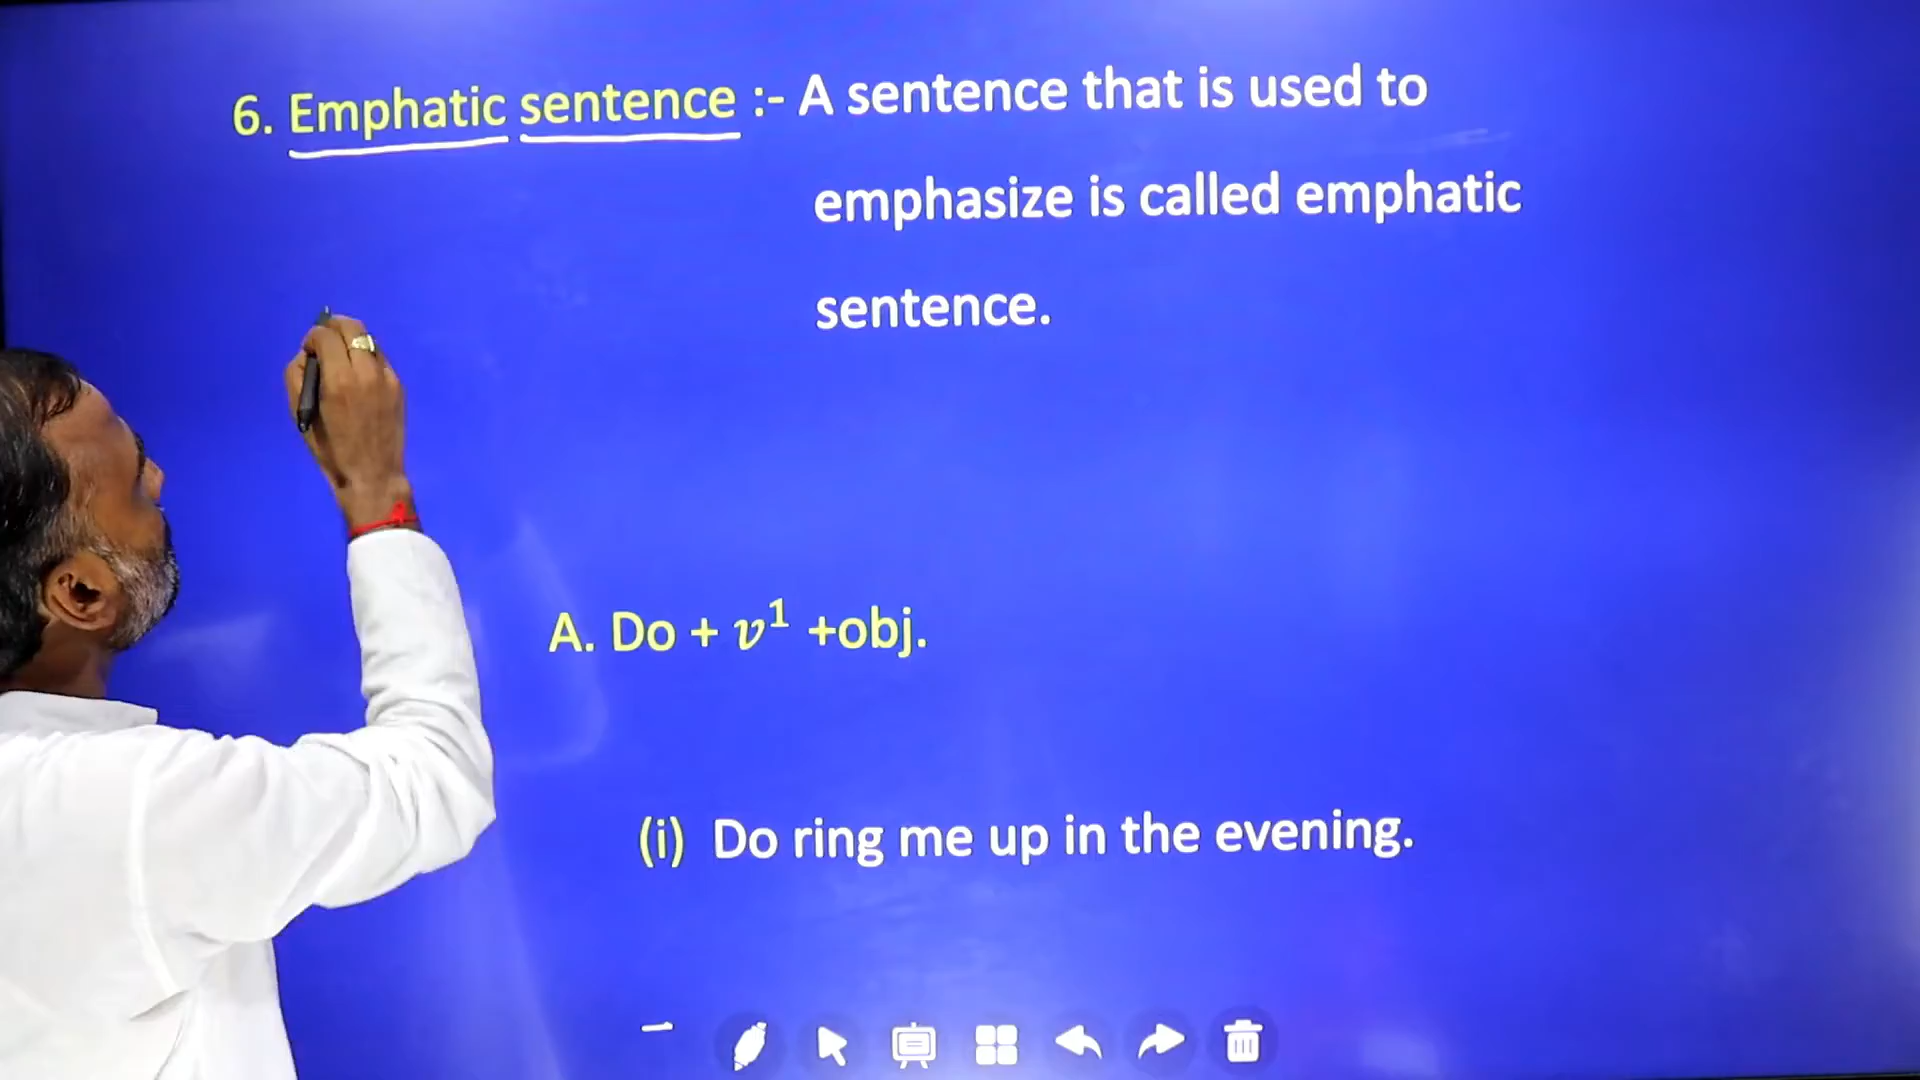 6. Emphatic sentence :- A sentence that is used to
emphasize is called emphatic
sentence.
A. Do + v¹ +obj.
(i) Do ring me up in the evening.